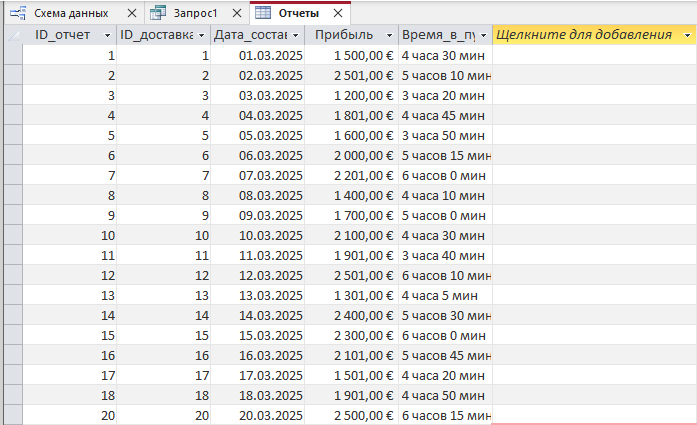 Схема данных Запрос1 Отчеты
ID_отчет ID_доставка Дата_состав Прибыль Время_в_пу Щелкните для добавления
1 1 01.03.2025 1 500,00 € 4 часа 30 мин
2 2 02.03.2025 2 501,00 € 5 часов 10 мин
3 3 03.03.2025 1 200,00 € 3 часа 20 мин
4 4 04.03.2025 1 801,00 € 4 часа 45 мин
5 5 05.03.2025 1 600,00 € 3 часа 50 мин
6 6 06.03.2025 2 000,00 € 5 часов 15 мин
7 7 07.03.2025 2 201,00 € 6 часов 0 мин
8 8 08.03.2025 1 400,00 € 4 часа 10 мин
9 9 09.03.2025 1 700,00 € 5 часов 0 мин
10 10 10.03.2025 2 100,00 € 4 часа 30 мин
11 11 11.03.2025 1 901,00 € 3 часа 40 мин
12 12 12.03.2025 2 501,00 € 6 часов 10 мин
13 13 13.03.2025 1 301,00 € 4 часа 5 мин
14 14 14.03.2025 2 400,00 € 5 часов 30 мин
15 15 15.03.2025 2 300,00 € 6 часов 0 мин
16 16 16.03.2025 2 101,00 € 5 часов 45 мин
17 17 17.03.2025 1 501,00 € 4 часа 20 мин
18 18 18.03.2025 1 901,00 € 4 часа 50 мин
20 20 20.03.2025 2 500,00 € 6 часов 15 мин